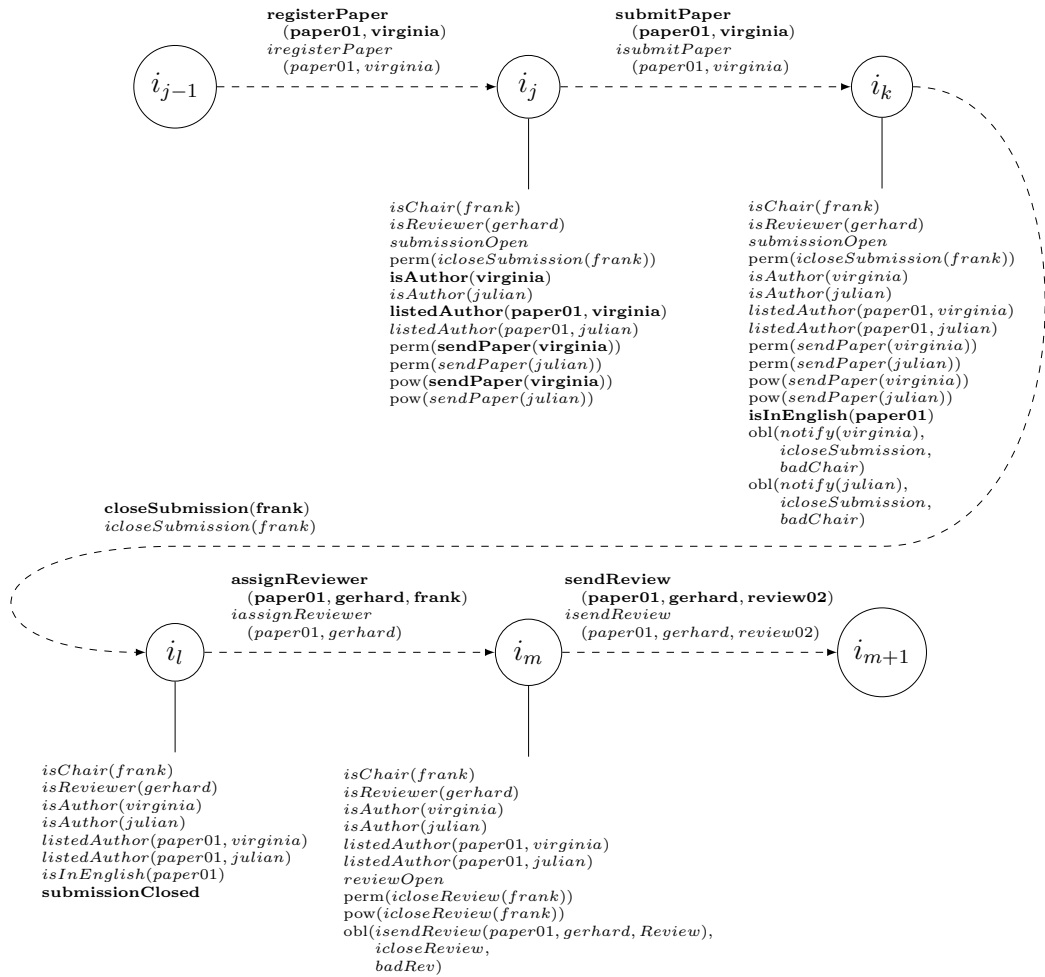 registerPaper
(paper01, virginia)
iregisterPaper
(paper01, virginia)
submitPaper
(paper01, virginia)
isubmitPaper
(paper01, virginia)
i_{j−1}
i_j
i_k
isChair(frank)
isReviewer(gerhard)
submissionOpen
perm(icloseSubmission(frank))
isAuthor(virginia)
isAuthor(julian)
listedAuthor(paper01, virginia)
listedAuthor(paper01, julian)
perm(sendPaper(virginia))
perm(sendPaper(julian))
pow(sendPaper(virginia))
pow(sendPaper(julian))
isChair(frank)
isReviewer(gerhard)
submissionOpen
perm(icloseSubmission(frank))
isAuthor(virginia)
isAuthor(julian)
listedAuthor(paper01, virginia)
listedAuthor(paper01, julian)
perm(sendPaper(virginia))
perm(sendPaper(julian))
pow(sendPaper(virginia))
pow(sendPaper(julian))
isInEnglish(paper01)
obl(notify(virginia),
icloseSubmission,
badChair)
obl(notify(julian),
icloseSubmission,
badChair)
closeSubmission(frank)
icloseSubmission(frank)
assignReviewer
(paper01, gerhard, frank)
iassignReviewer
(paper01, gerhard)
sendReview
(paper01, gerhard, review02)
isendReview
(paper01, gerhard, review02)
i_l
i_m
i_{m+1}
isChair(frank)
isReviewer(gerhard)
isAuthor(virginia)
isAuthor(julian)
listedAuthor(paper01, virginia)
listedAuthor(paper01, julian)
isInEnglish(paper01)
submissionClosed
isChair(frank)
isReviewer(gerhard)
isAuthor(virginia)
isAuthor(julian)
listedAuthor(paper01, virginia)
listedAuthor(paper01, julian)
reviewOpen
perm(icloseReview(frank))
pow(icloseReview(frank))
obl(isendReview(paper01, gerhard, Review),
icloseReview,
badRev)